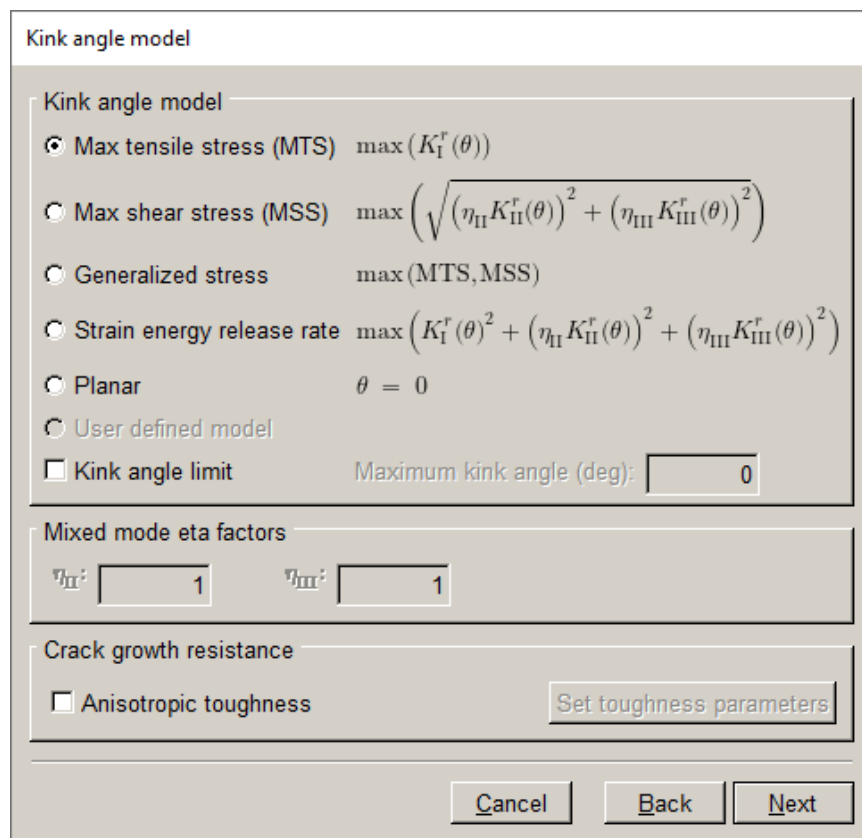 Kink angle model
Kink angle model
Max tensile stress (MTS) max(K_I^r(θ))
Max shear stress (MSS) max(√((η_II K_II^r(θ))^2 + (η_III K_III^r(θ))^2))
Generalized stress max(MTS,MSS)
Strain energy release rate max(K_I^r(θ)^2 + (η_II K_II^r(θ))^2 + (η_III K_III^r(θ))^2)
Planar θ = 0
User defined model
Kink angle limit Maximum kink angle (deg): 0
Mixed mode eta factors
η_II: 1 η_III: 1
Crack growth resistance
Anisotropic toughness Set toughness parameters
Cancel Back Next